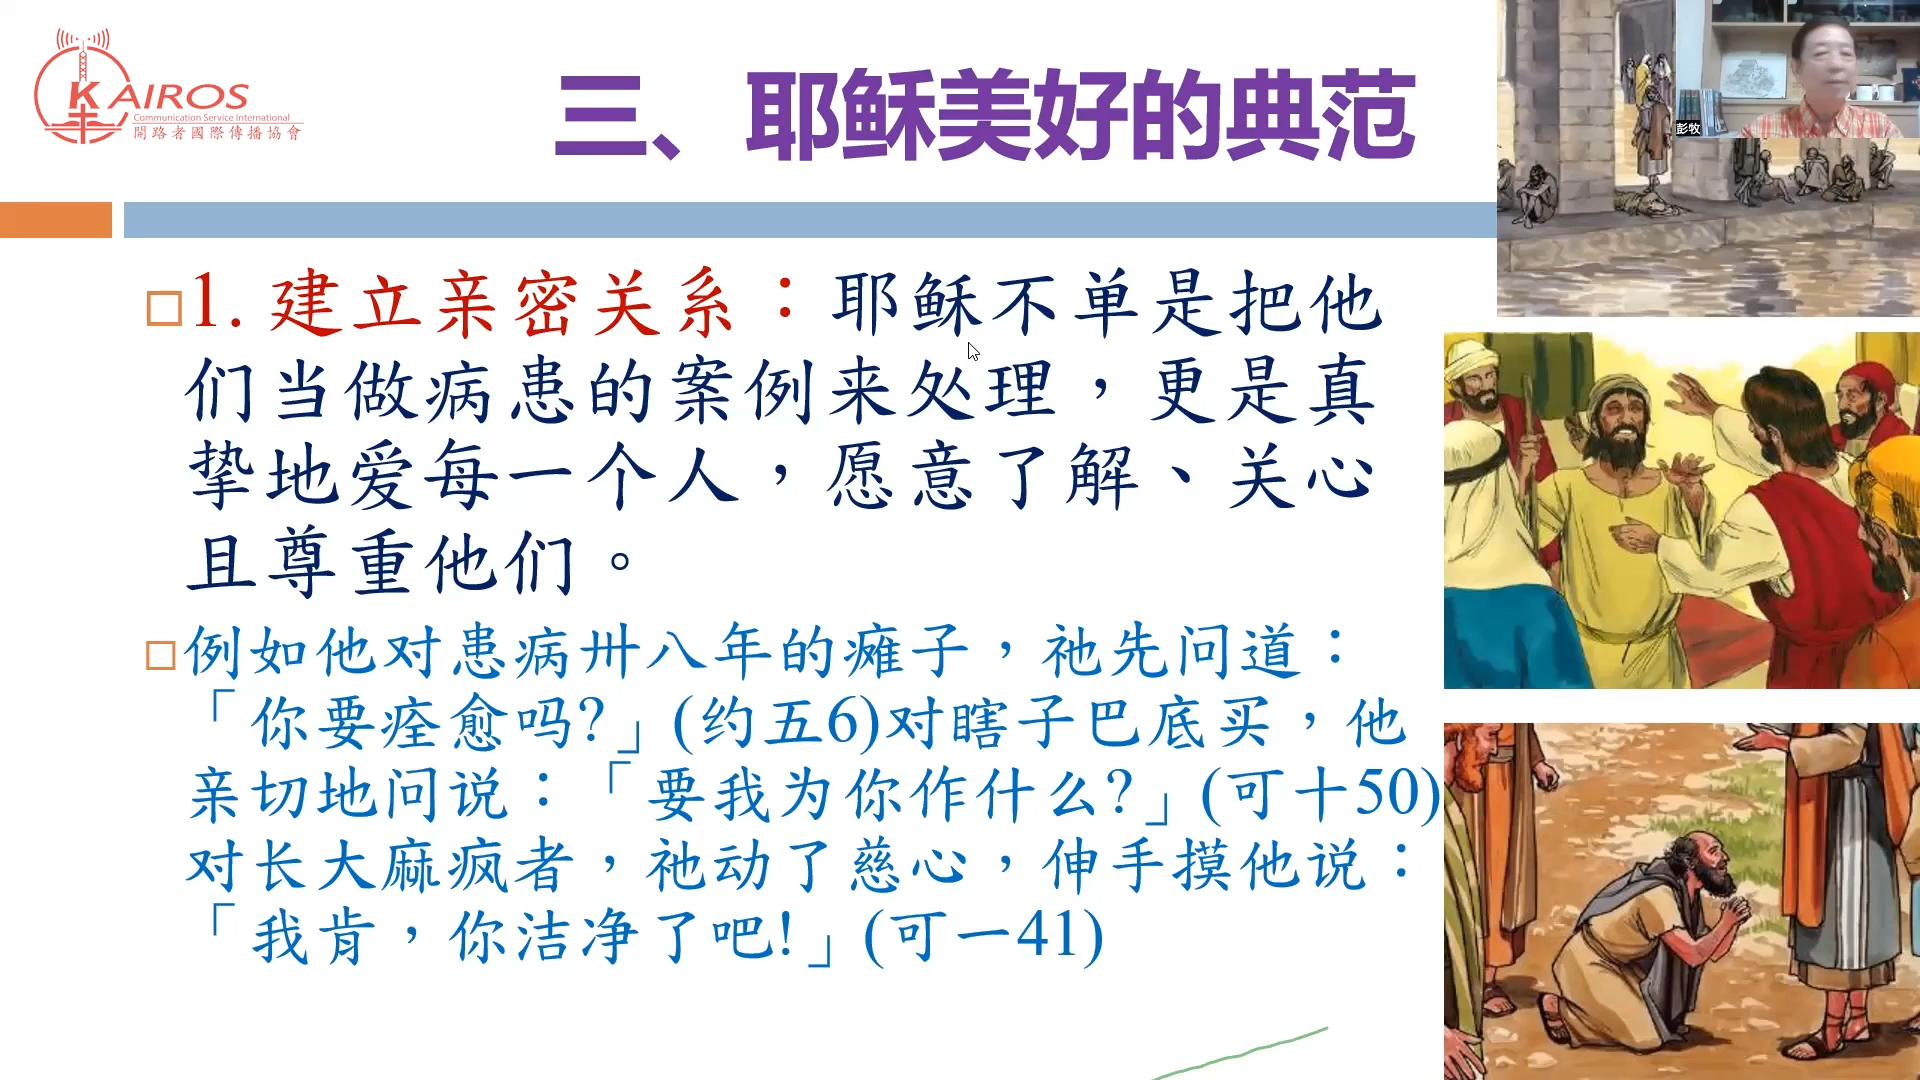 KAIROS
Communication Service International
開路者國際傳播協會
三、耶稣美好的典范
彭牧
1. 建立亲密关系：耶稣不单是把他
们当做病患的案例来处理，更是真
挚地爱每一个人，愿意了解、关心
且尊重他们。
例如他对患病卅八年的瘫子，祂先问道：
「你要痊愈吗?」(约五6)对瞎子巴底买，他
亲切地问说：「要我为你作什么?」(可十50)
对长大麻疯者，祂动了慈心，伸手摸他说：
「我肯，你洁净了吧!」(可一41)